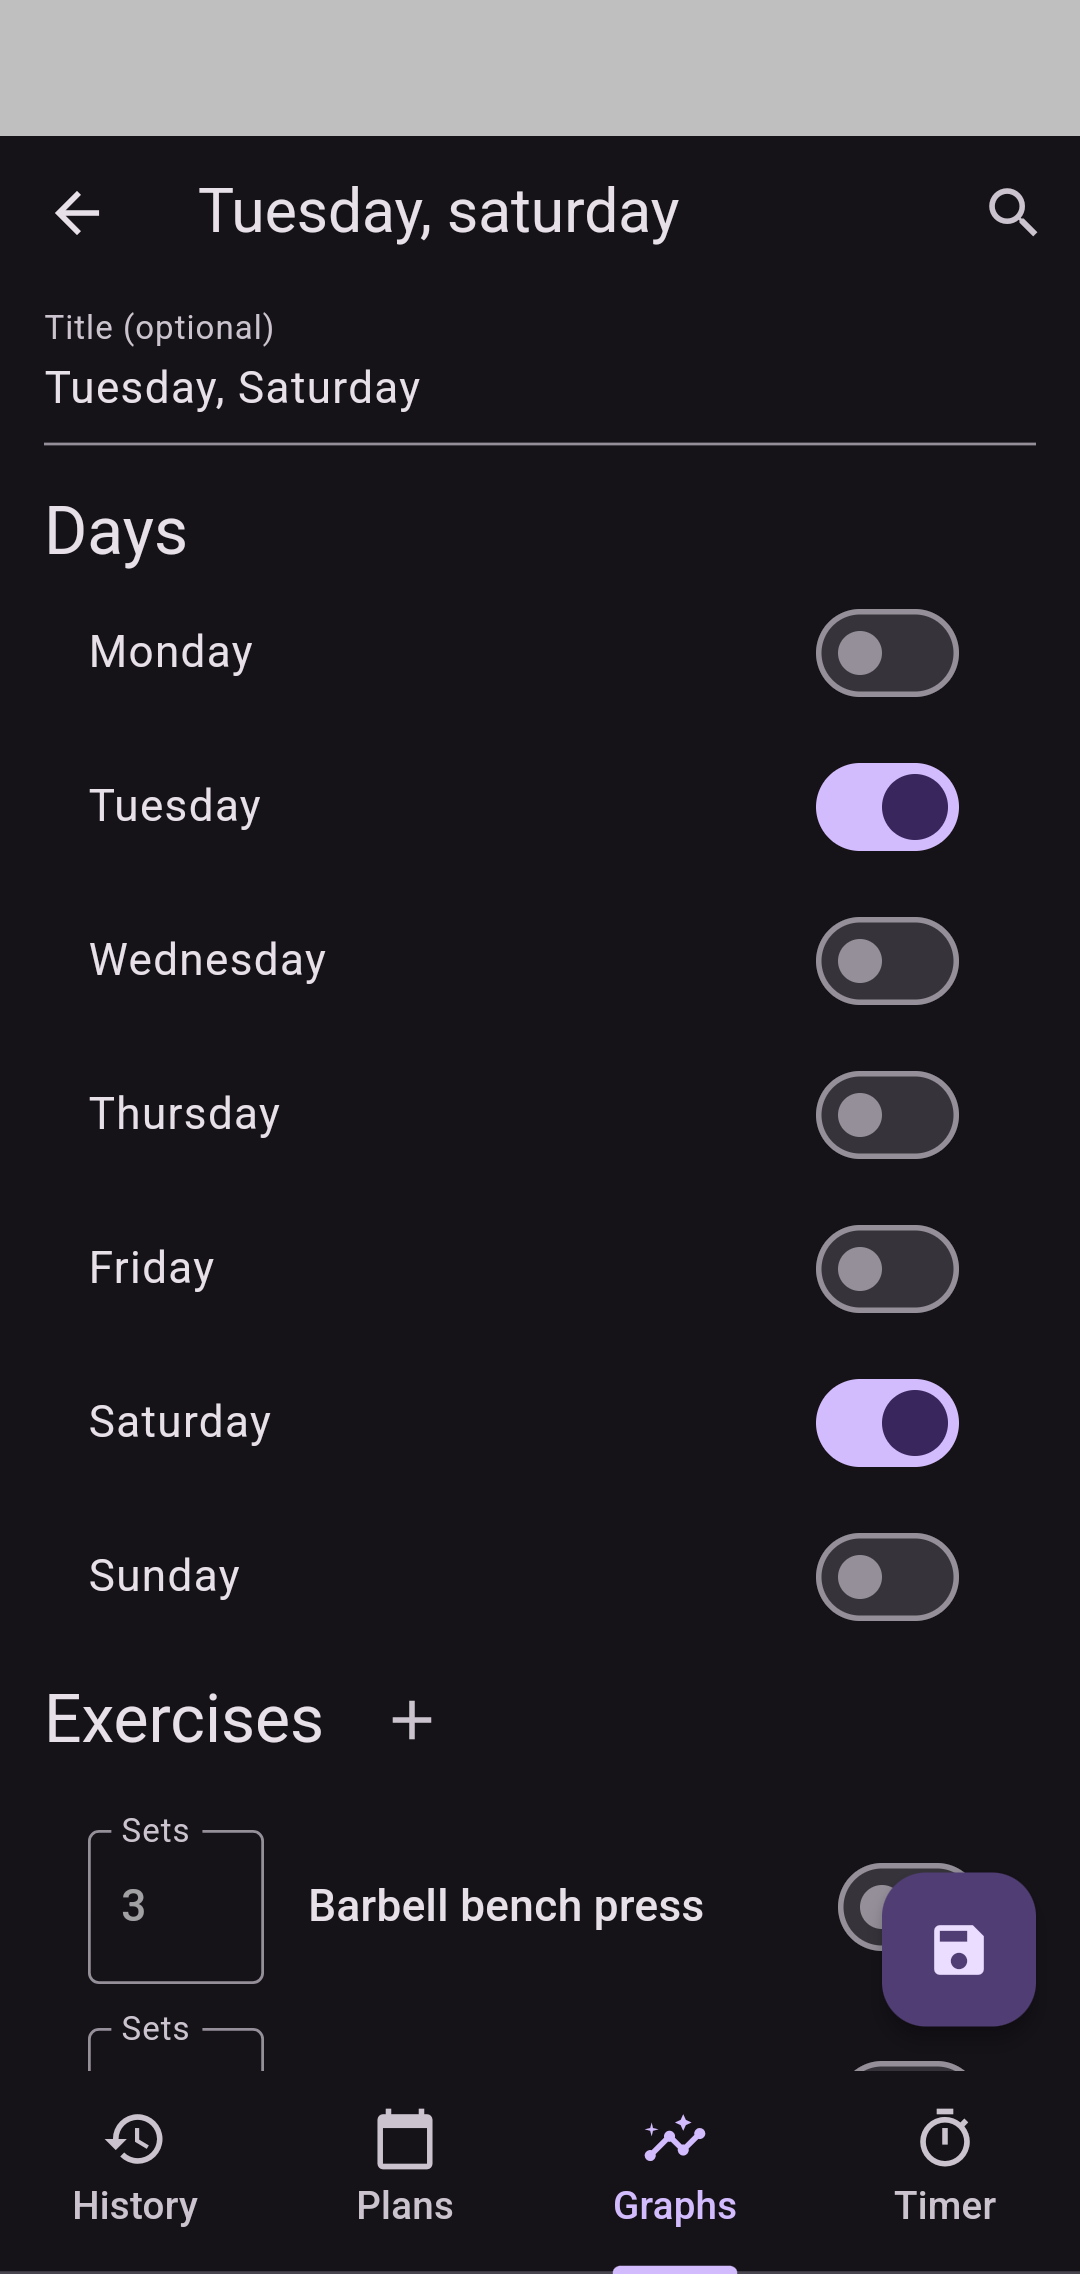 Tuesday, saturday
Title (optional)
Tuesday, Saturday
Days
Monday
Tuesday
Wednesday
Thursday
Friday
Saturday
Sunday
Exercises
Sets
3 Barbell bench press
Sets
History Plans Graphs Timer